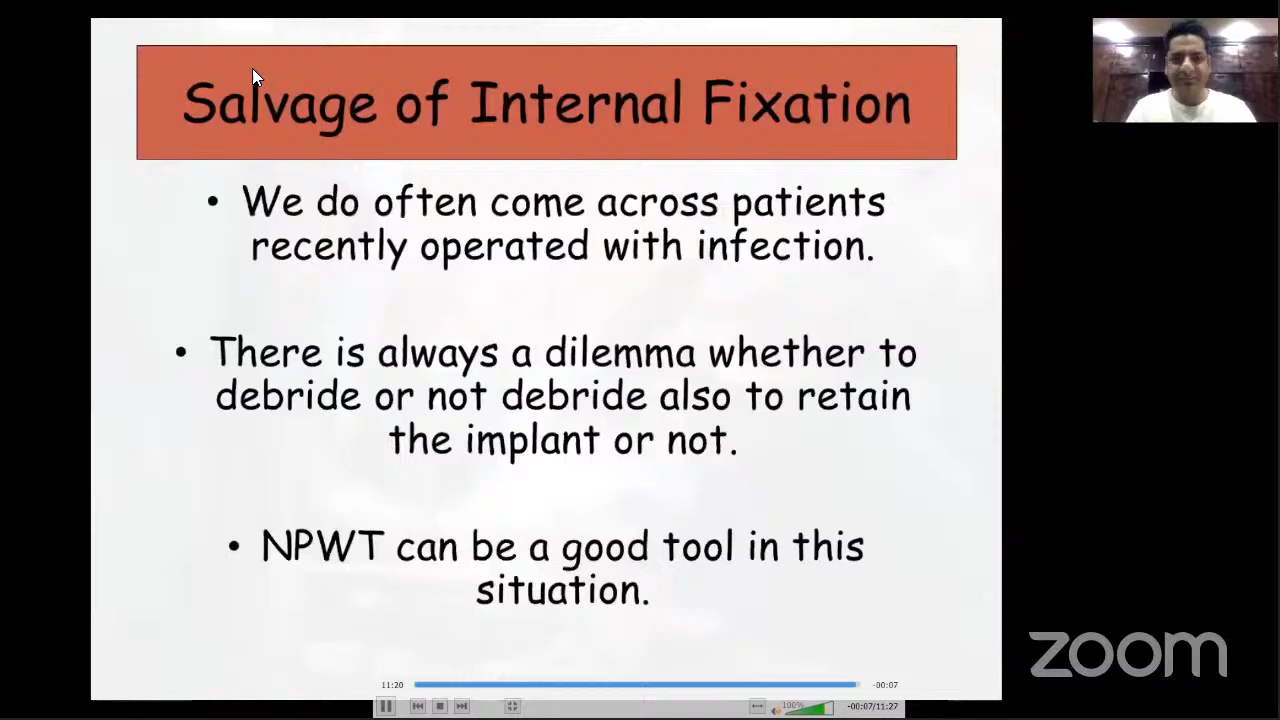 Salvage of Internal Fixation
• We do often come across patients
recently operated with infection.
• There is always a dilemma whether to
debride or not debride also to retain
the implant or not.
• NPWT can be a good tool in this
situation.
zoom
11:20
-00:07
100%
-00:07/11:27